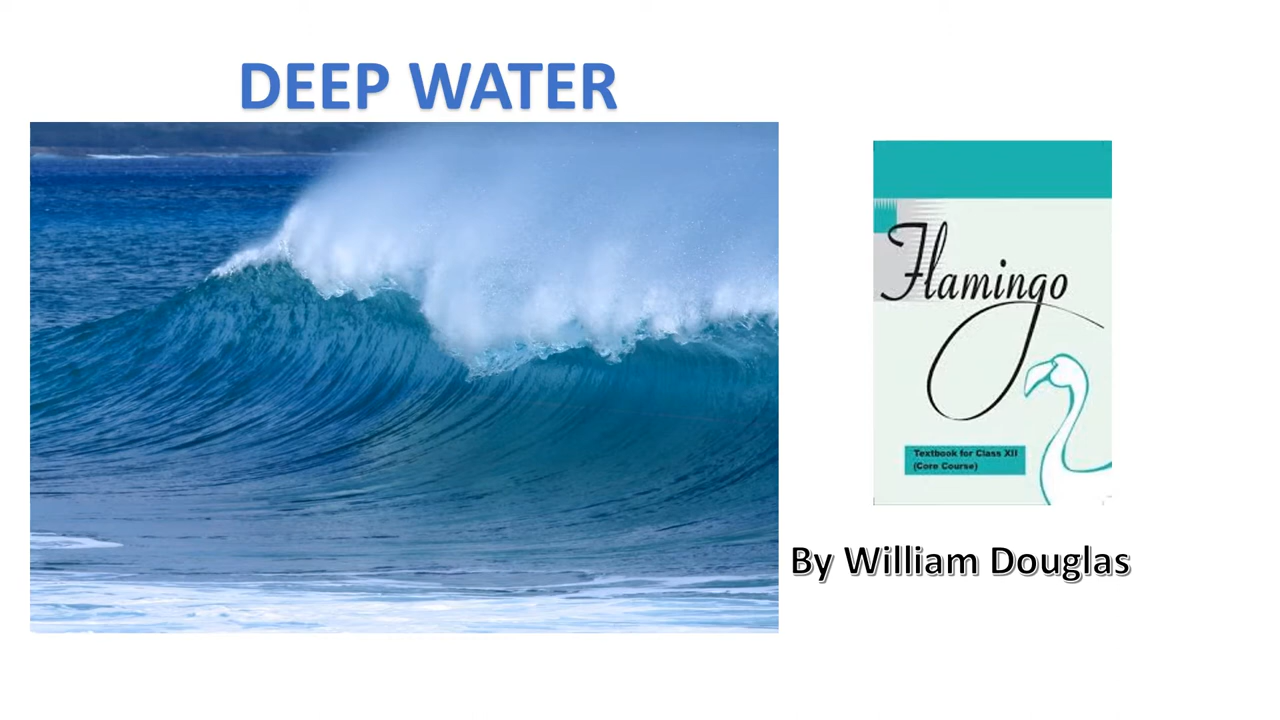 DEEP WATER
Flamingo
Textbook for Class XII
(Core Course)
By William Douglas